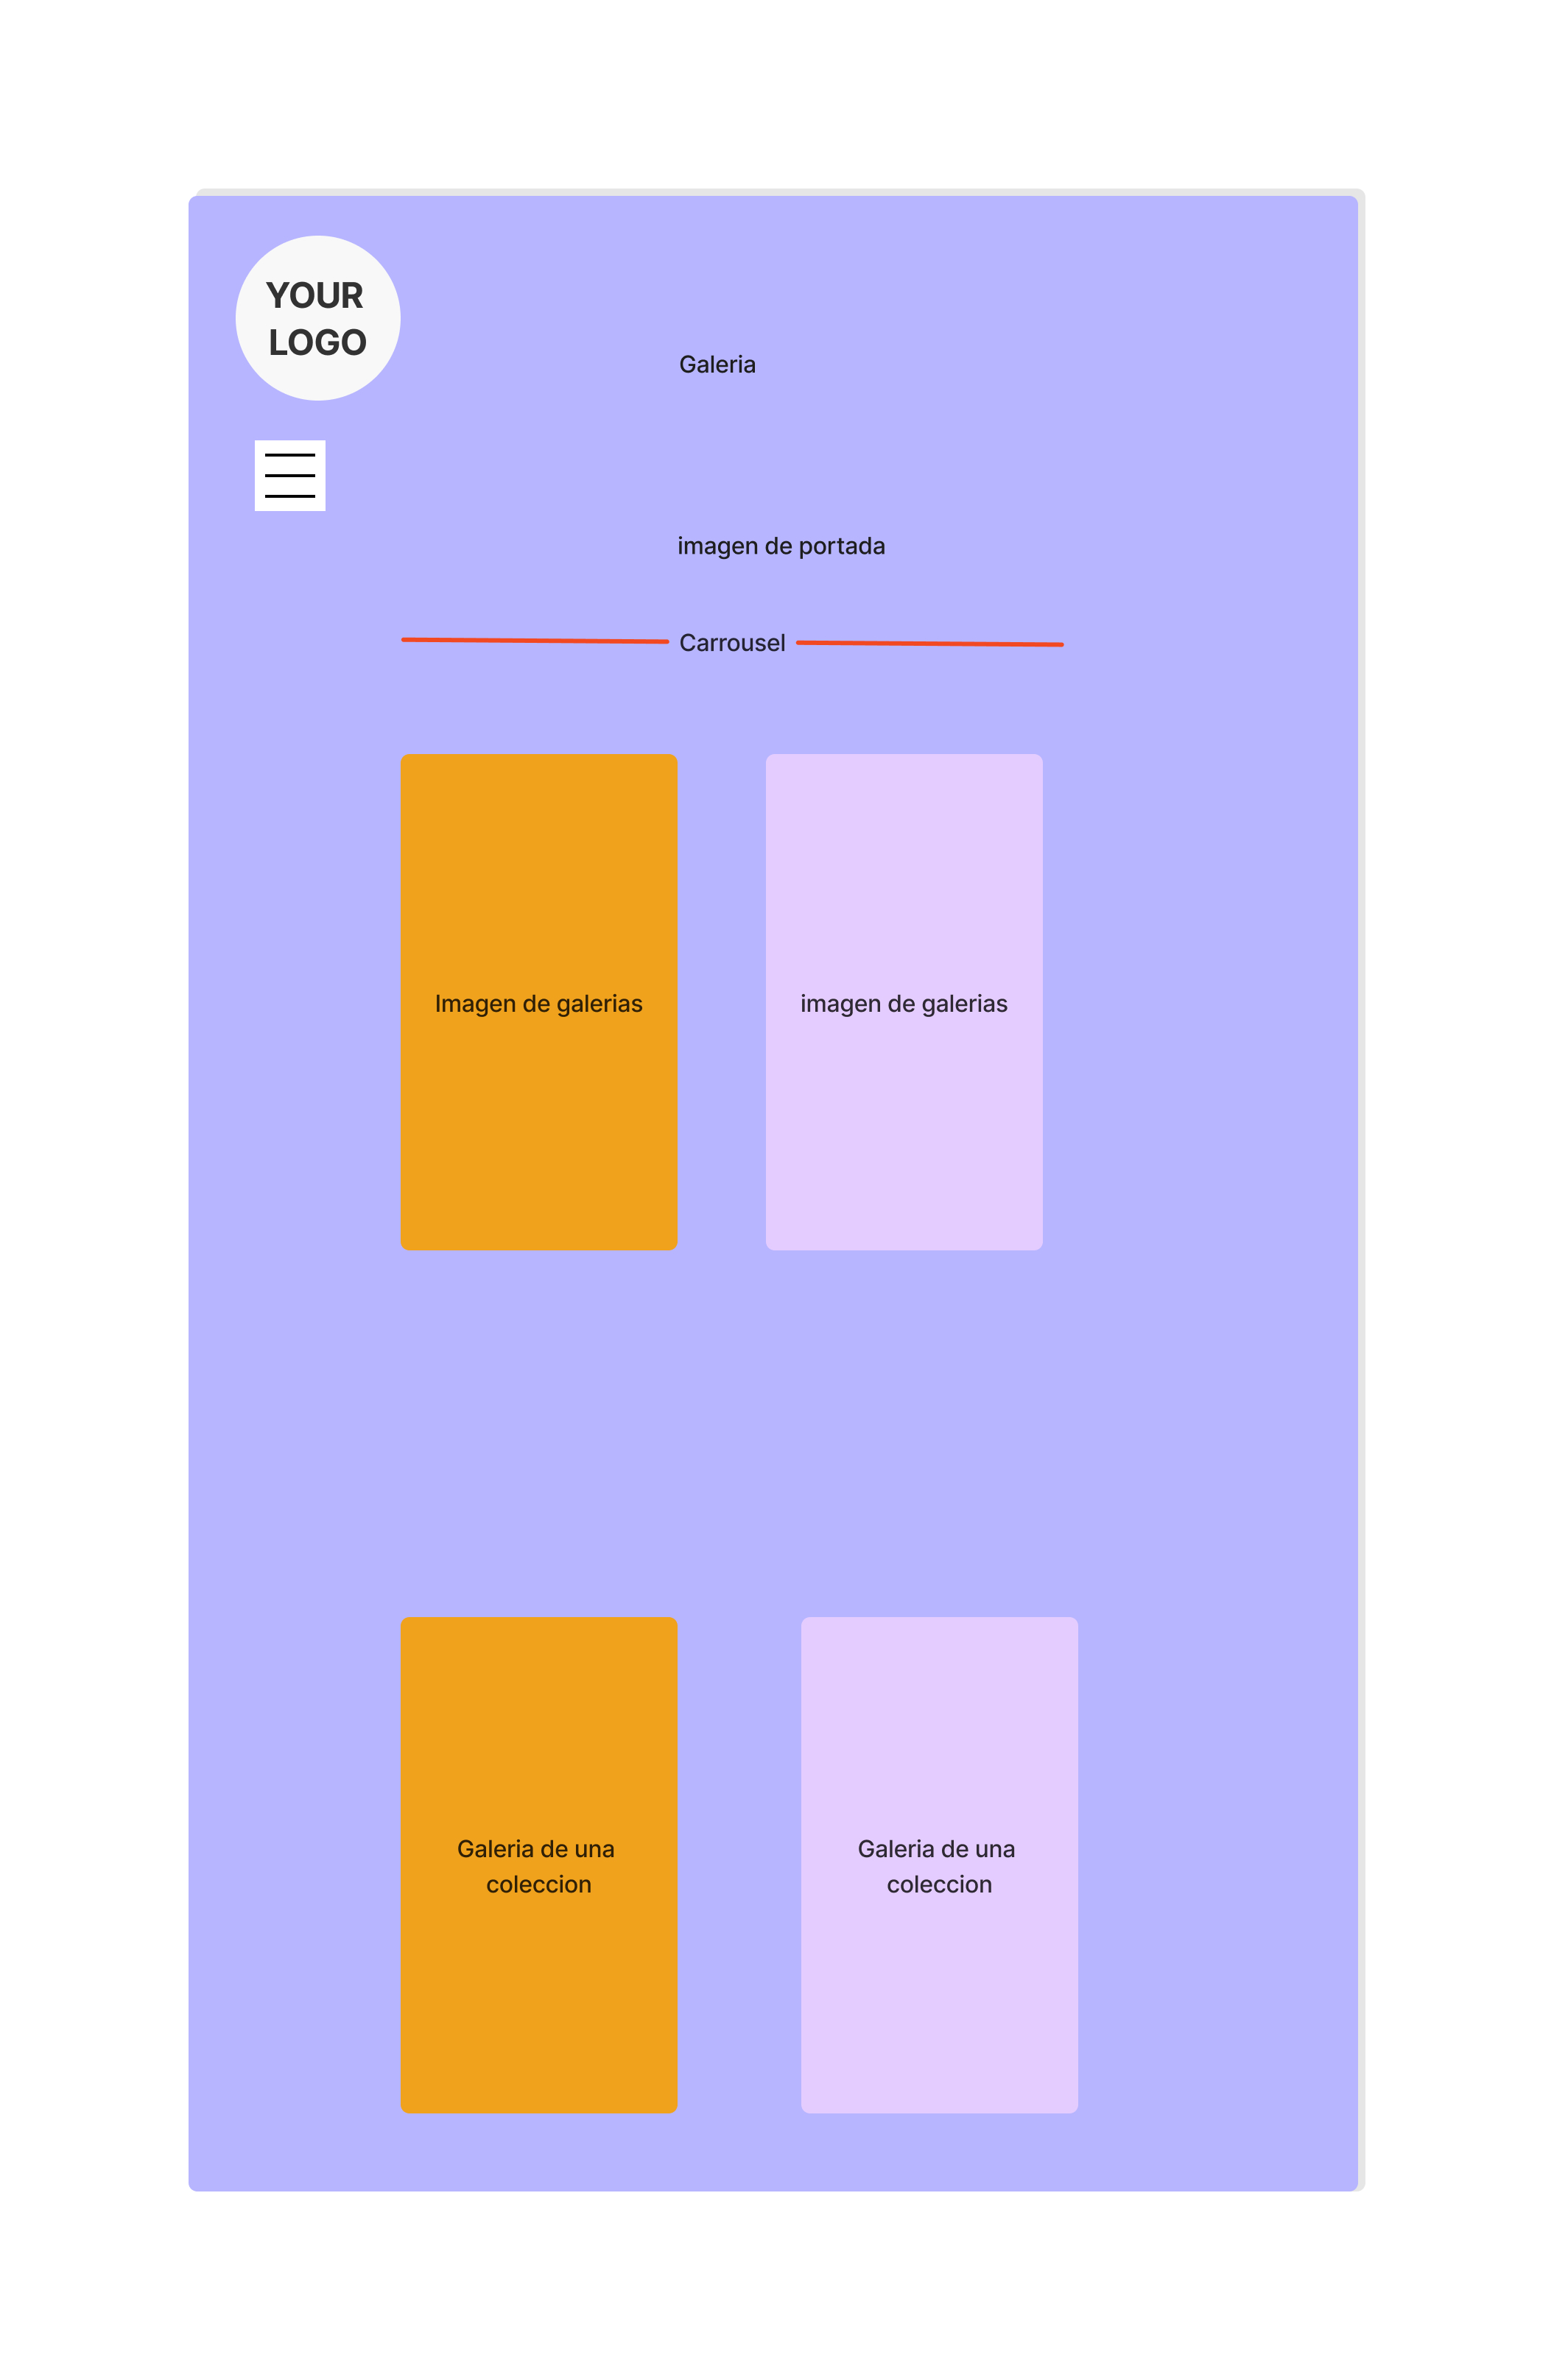 YOUR
LOGO
Galeria
imagen de portada
Carrousel
Imagen de galerias
imagen de galerias
Galeria de una
coleccion
Galeria de una
coleccion